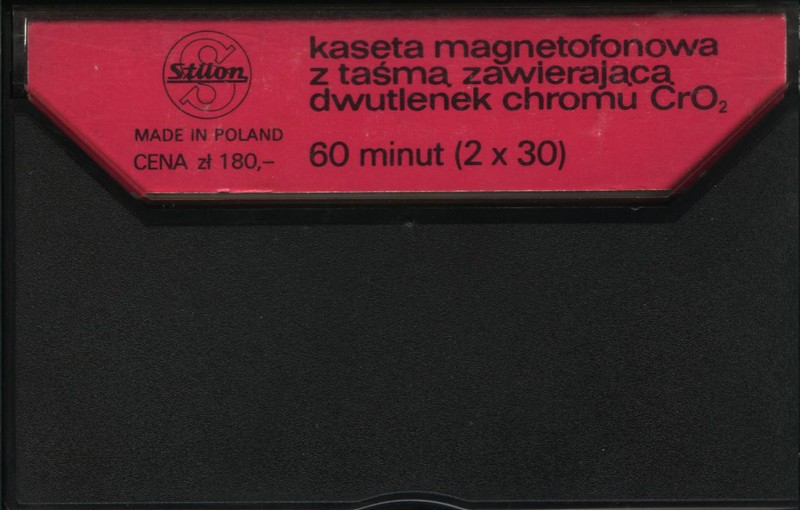 Stilon
MADE IN POLAND
CENA zł 180,-
kaseta magnetofonowa
z taśmą zawierającą
dwutlenek chromu CrO₂
60 minut (2 x 30)